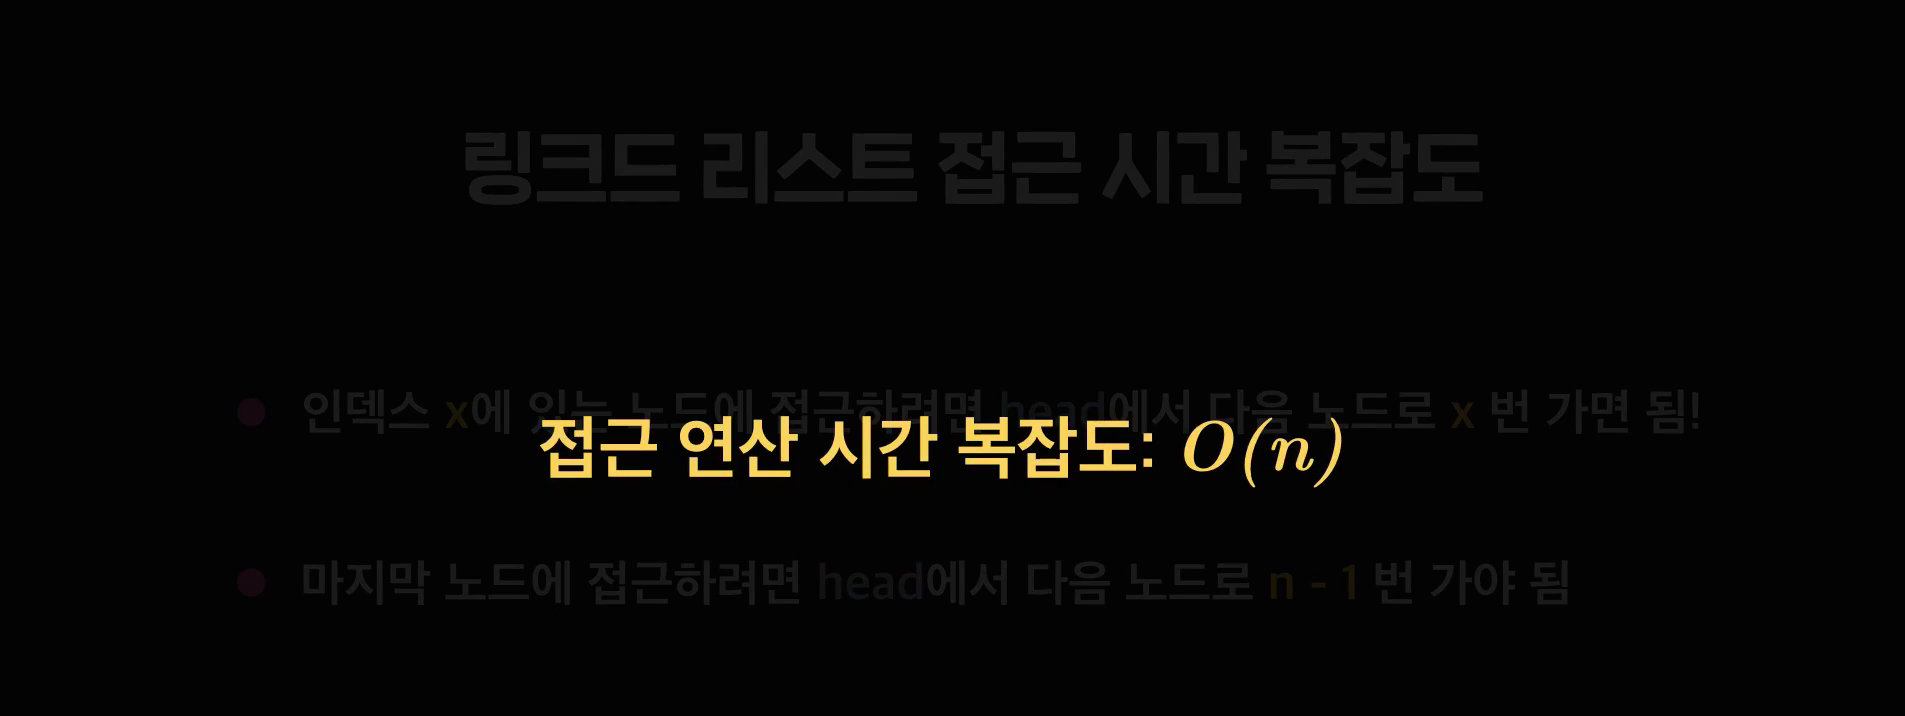 링크드 리스트 접근 시간 복잡도
인덱스 x에 있는 노드에 접근하려면 head에서 다음 노드로 x 번 가면 됨!
접근 연산 시간 복잡도: O(n)
마지막 노드에 접근하려면 head에서 다음 노드로 n - 1 번 가야 됨